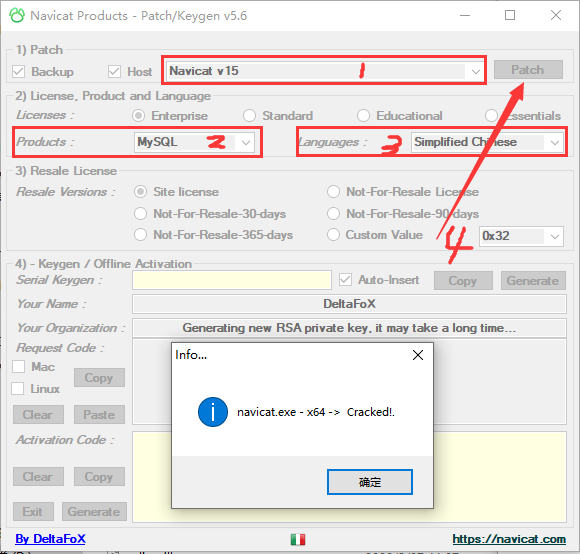 Navicat Products - Patch/Keygen v5.6
1) Patch
Backup Host Navicat v15 1 Patch
2) License, Product and Language
Licenses : Enterprise Standard Educational Essentials
Products : MySQL 2 Languages : 3 Simplified Chinese
3) Resale License
Resale Versions : Site license Not-For-Resale License
Not-For-Resale-30-days Not-For-Resale-90-days
Not-For-Resale-365-days Custom Value 4 0x32
4) - Keygen / Offline Activation
Serial Keygen : Auto-Insert Copy Generate
Your Name : DeltaFoX
Your Organization : Generating new RSA private key, it may take a long time...
Request Code :
Mac
Linux
Copy
Clear Paste
Info...
navicat.exe - x64 -> Cracked!.
确定
Activation Code :
Clear Copy
Exit Generate
By DeltaFoX https://navicat.com